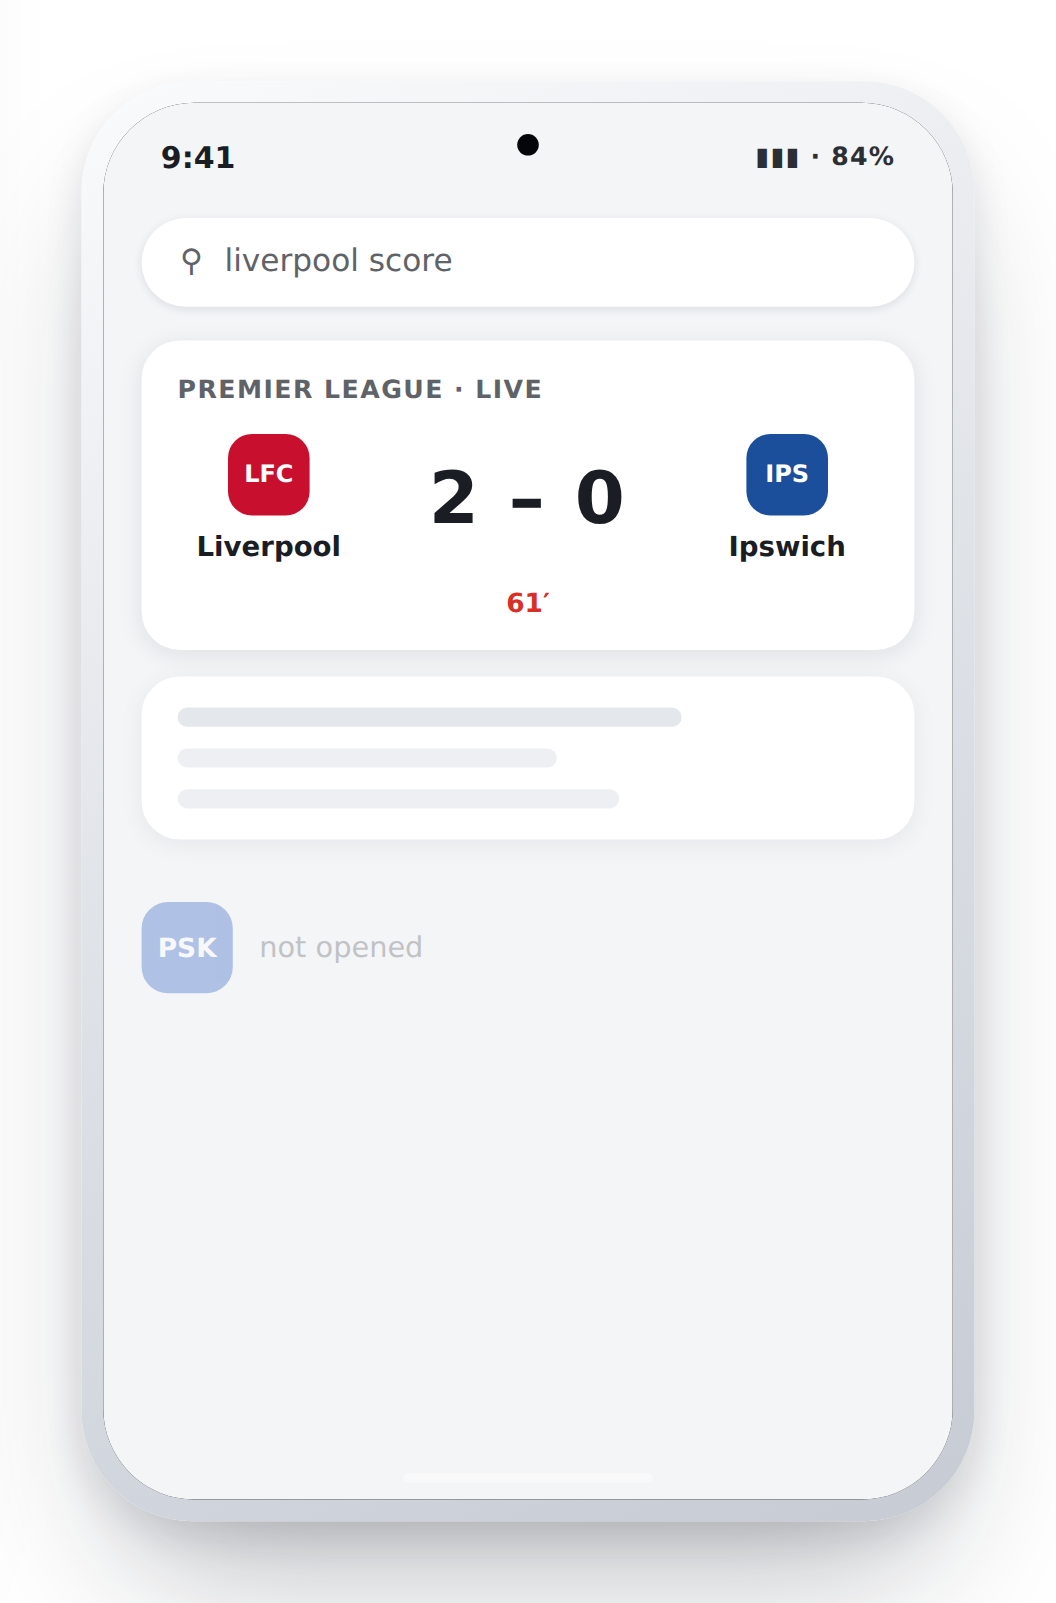 9:41
▮▮▮ · 84%
liverpool score
PREMIER LEAGUE · LIVE
LFC
2 – 0
IPS
Liverpool
Ipswich
61′
PSK
not opened